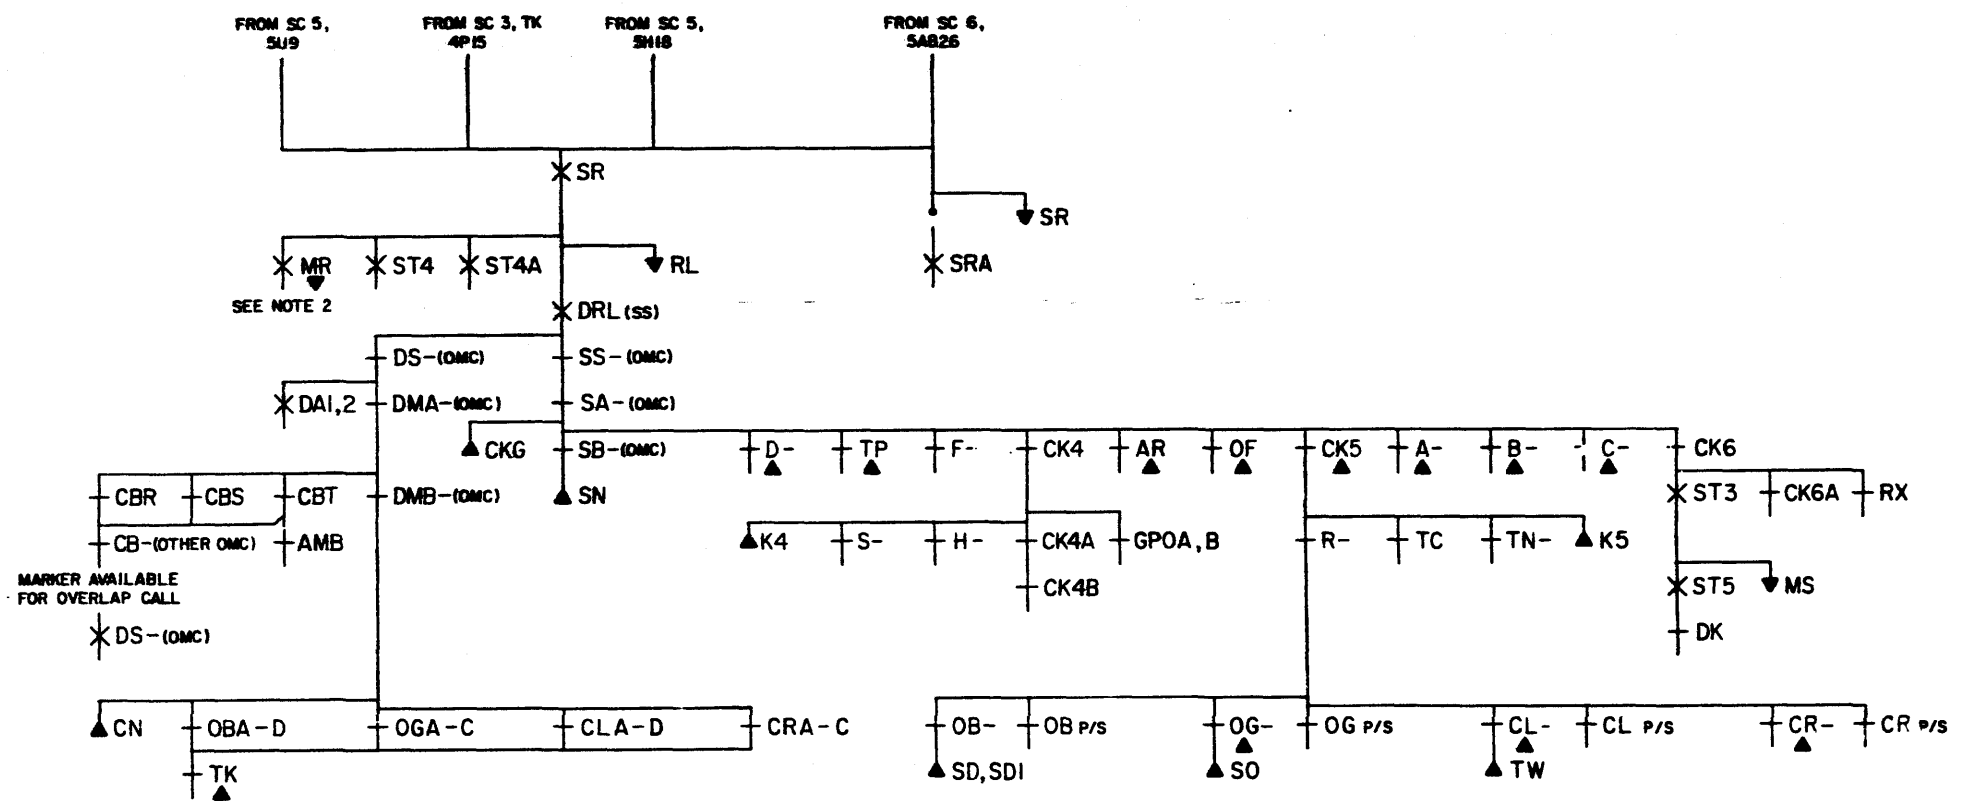 FROM SC 5, FROM SC 3, TK FROM SC 5, FROM SC 6,
5U9 4P15 5H18 5AB26
SR
SR
MR ST4 ST4A RL SRA
SEE NOTE 2
DRL (SS)
DS-(OMC) SS-(OMC)
DA1,2 DMA-(OMC) SA-(OMC)
CKG SB-(OMC) D- TP F- CK4 AR OF CK5 A- B- C- CK6
CBR CBS CBT DMB-(OMC) SN ST3 CK6A RX
CB-(OTHER OMC) AMB K4 S- H- CK4A GPOA,B R- TC TN- K5
MARKER AVAILABLE
FOR OVERLAP CALL
CK4B ST5 MS
DS-(OMC) DK
CN OBA-D OGA-C CLA-D CRA-C OB- OB P/S OG- OG P/S CL- CL P/S CR- CR P/S
TK SD,SD1 SO TW